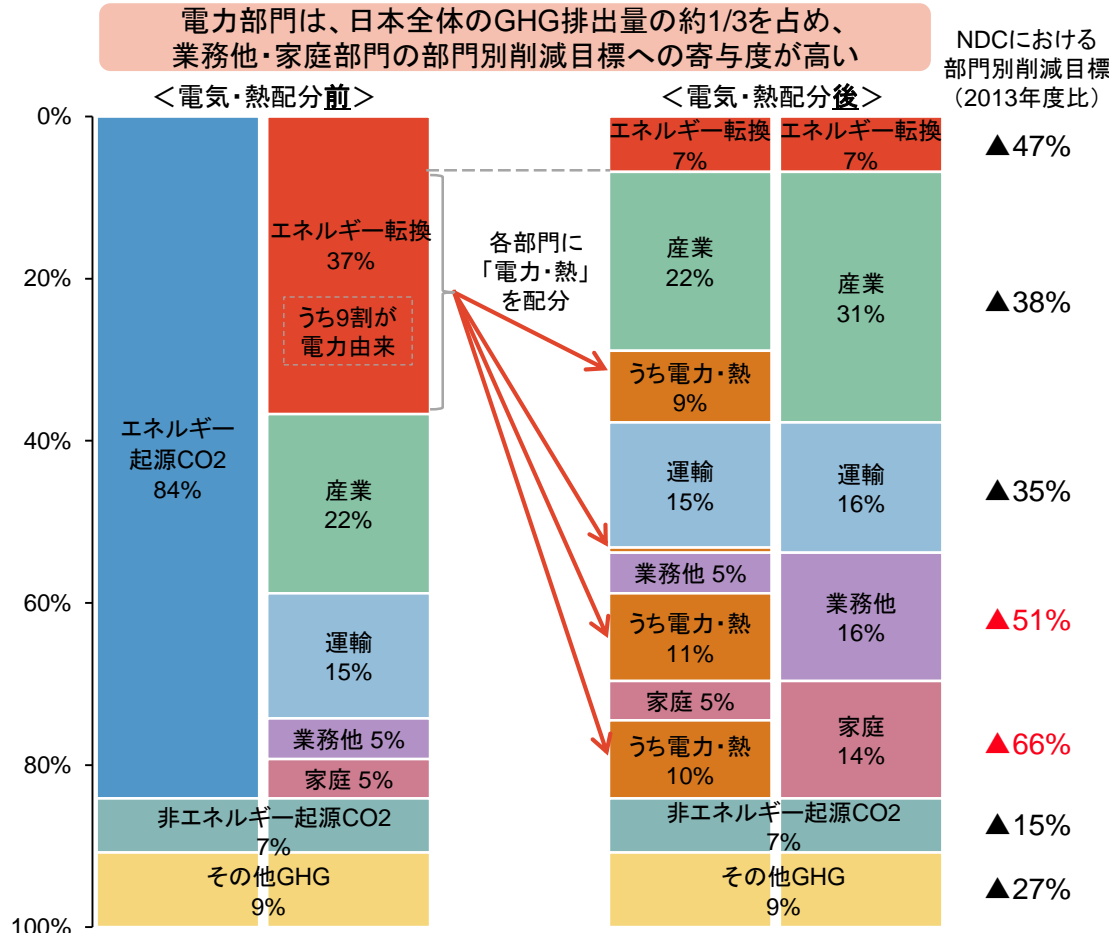 電力部門は、日本全体のGHG排出量の約1/3を占め、
業務他・家庭部門の部門別削減目標への寄与度が高い
NDCにおける
部門別削減目標
（2013年度比）
＜電気・熱配分前＞
＜電気・熱配分後＞
0%
20%
40%
60%
80%
100%
エネルギー
起源CO2
84%
エネルギー転換
37%
うち9割が
電力由来
産業
22%
運輸
15%
業務他 5%
家庭 5%
非エネルギー起源CO2
7%
その他GHG
9%
各部門に
「電力・熱」
を配分
エネルギー転換
7%
産業
22%
うち電力・熱
9%
運輸
15%
業務他 5%
うち電力・熱
11%
家庭 5%
うち電力・熱
10%
エネルギー転換
7%
産業
31%
運輸
16%
業務他
16%
家庭
14%
非エネルギー起源CO2
7%
その他GHG
9%
▲47%
▲38%
▲35%
▲51%
▲66%
▲15%
▲27%